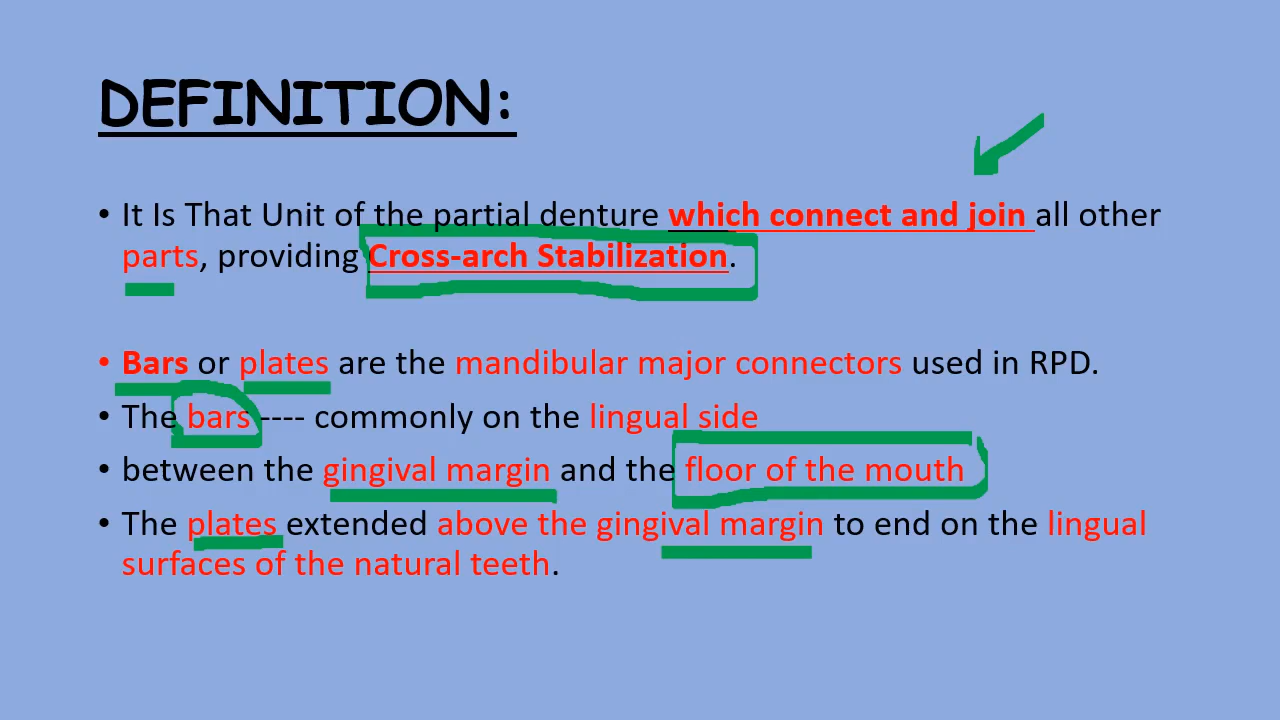 DEFINITION:
• It Is That Unit of the partial denture which connect and join all other
parts, providing Cross-arch Stabilization.
• Bars or plates are the mandibular major connectors used in RPD.
• The bars ---- commonly on the lingual side
• between the gingival margin and the floor of the mouth
• The plates extended above the gingival margin to end on the lingual
surfaces of the natural teeth.